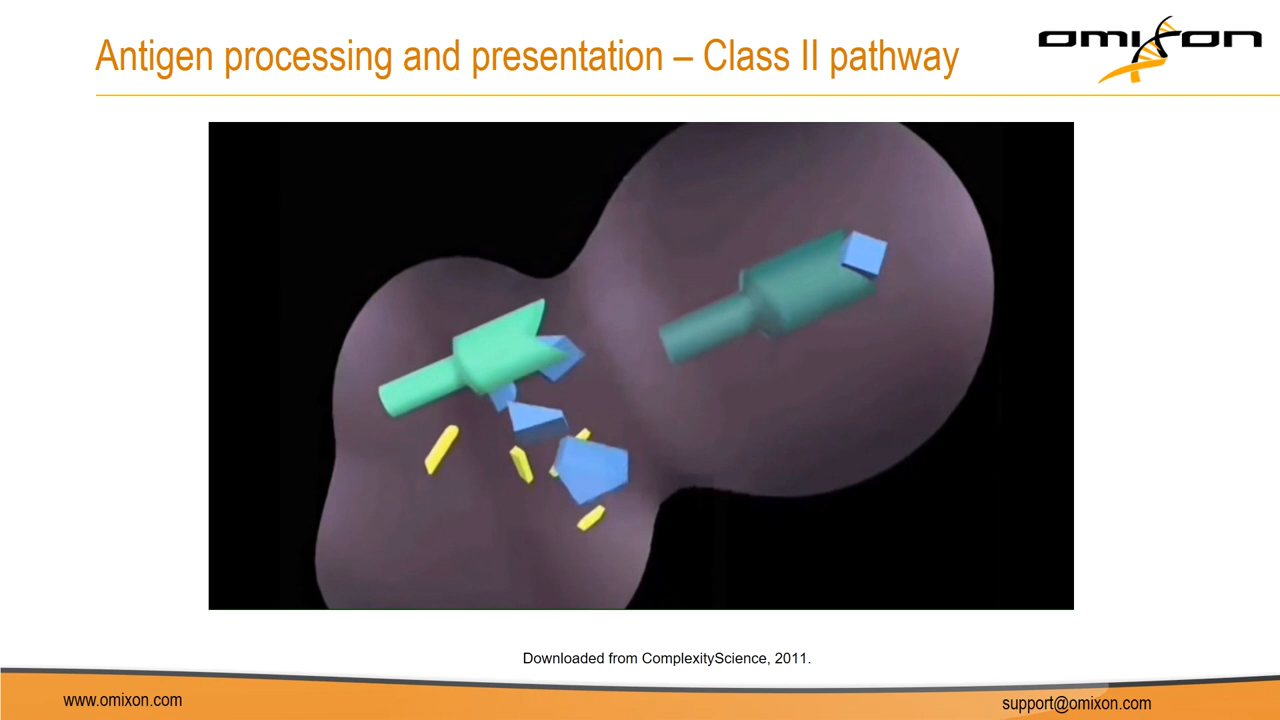 Antigen processing and presentation – Class II pathway
omixon
Downloaded from ComplexityScience, 2011.
www.omixon.com
support@omixon.com